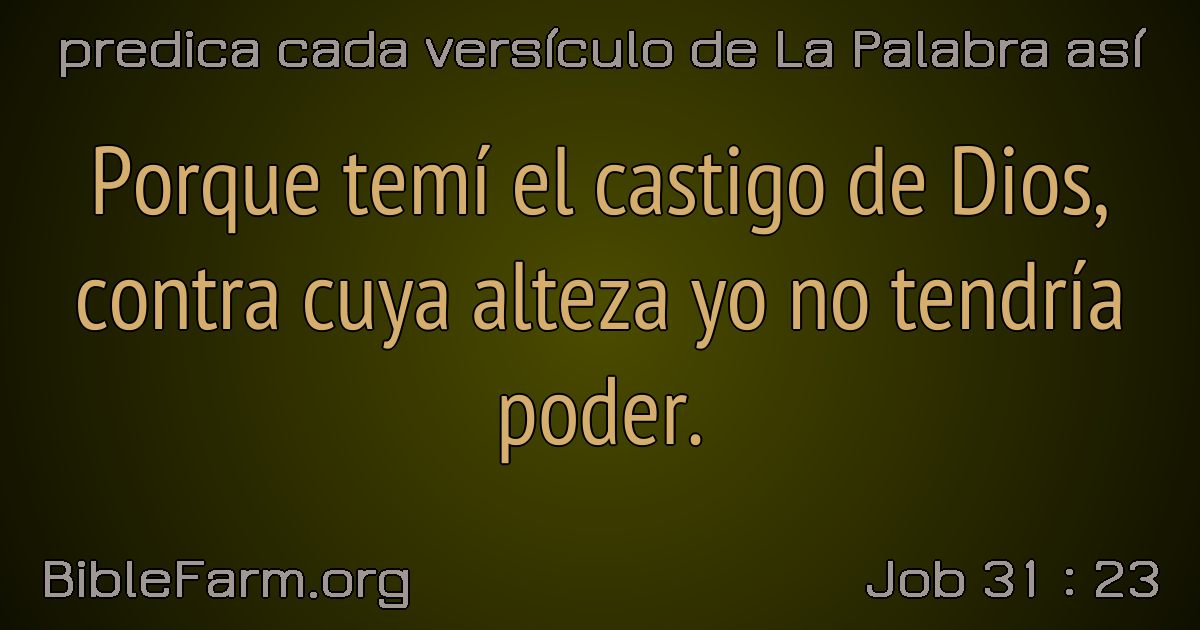 predica cada versículo de La Palabra así
Porque temí el castigo de Dios,
contra cuya alteza yo no tendría
poder.
BibleFarm.org
Job 31 : 23